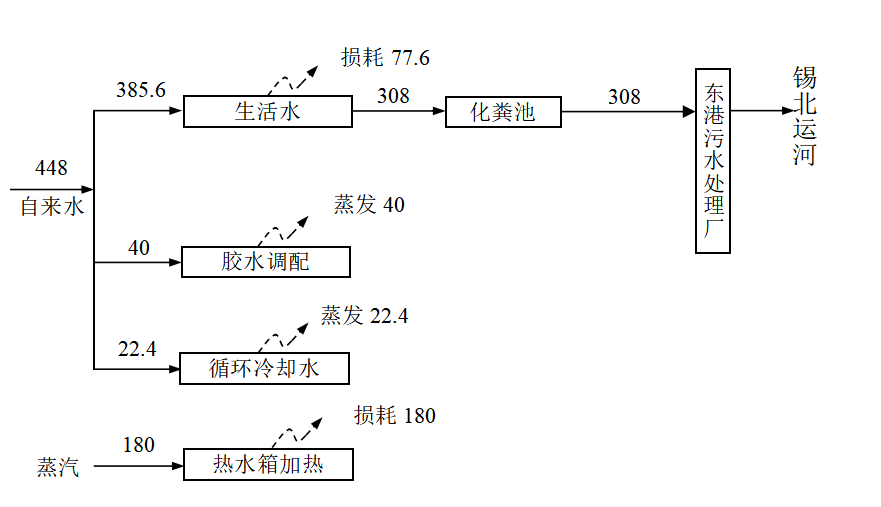 损耗 77.6
385.6
生活水
308
化粪池
308
东港污水处理厂
锡北运河
448
自来水
蒸发 40
40
胶水调配
蒸发 22.4
22.4
循环冷却水
损耗 180
蒸汽
180
热水箱加热